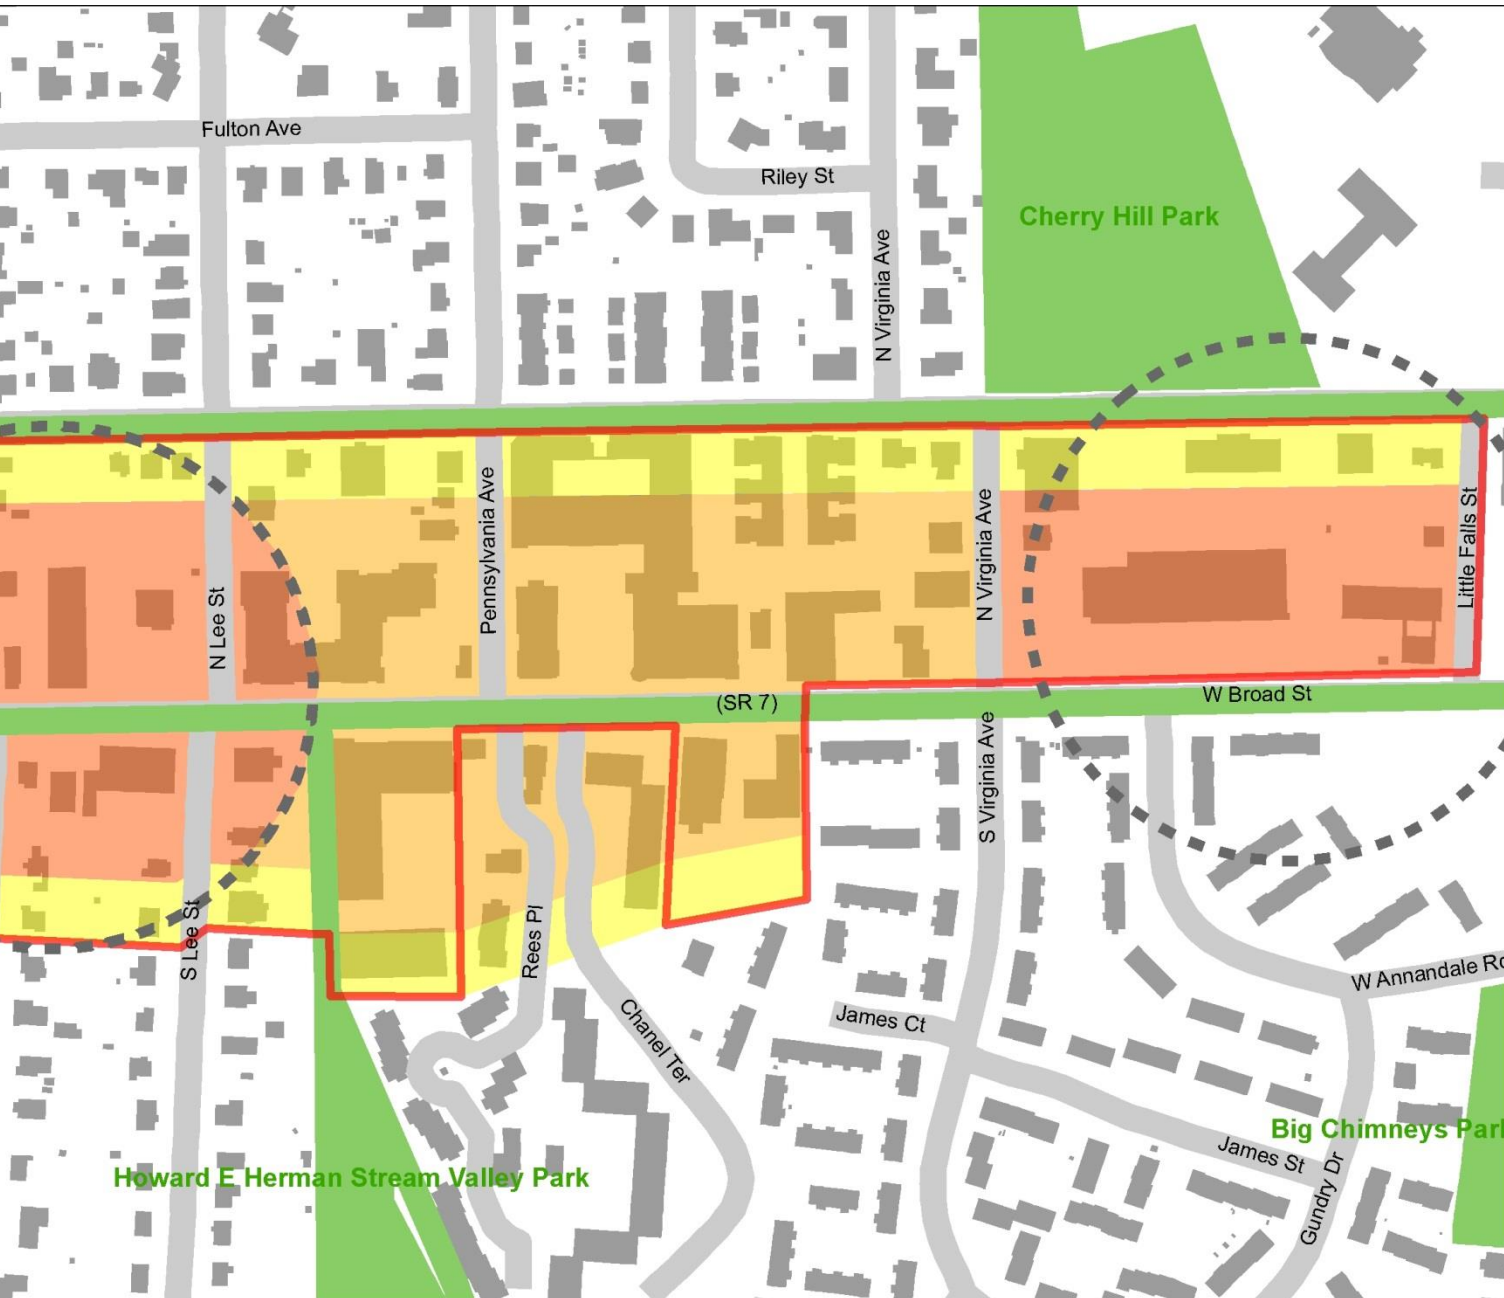 Fulton Ave
Riley St
Cherry Hill Park
N Virginia Ave
Pennsylvania Ave
N Virginia Ave
Little Falls St
N Lee St
(SR 7)
W Broad St
S Virginia Ave
S Lee St
Rees Pl
W Annandale Rd
Chanel Ter
James Ct
Big Chimneys Park
James St
Howard E Herman Stream Valley Park
Gundry Dr